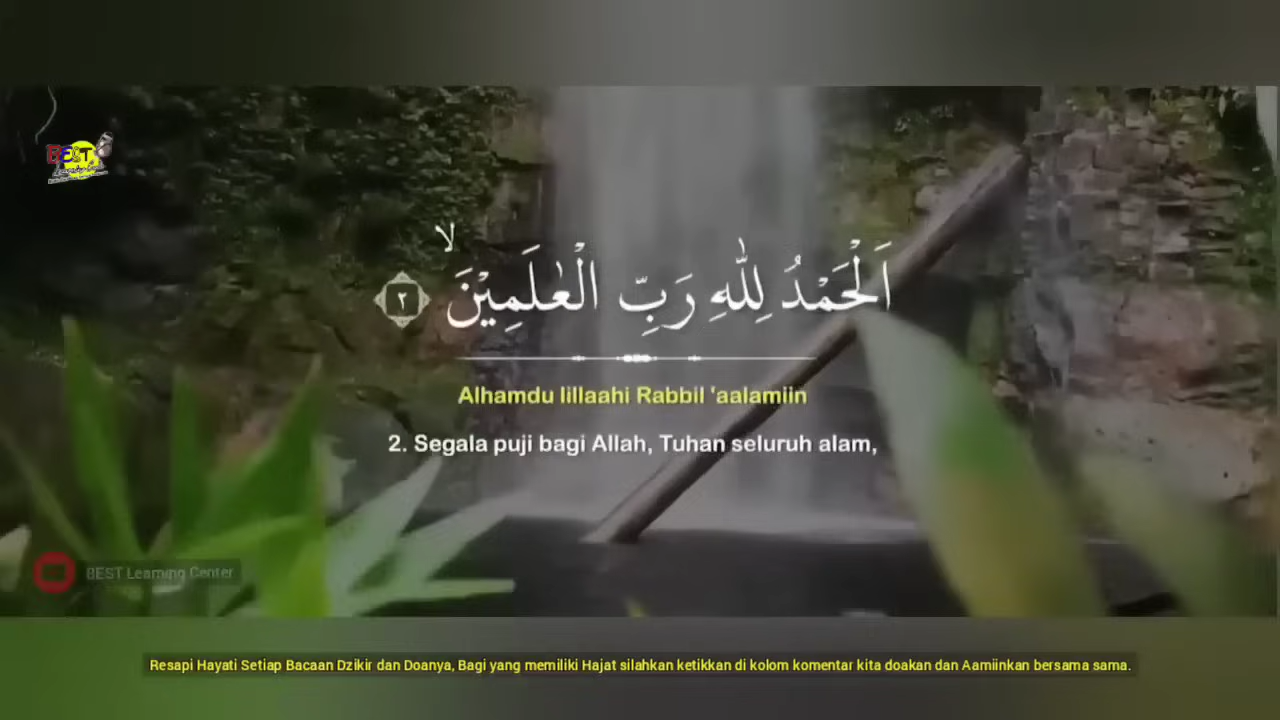 BEST
اَلْحَمْدُ لِلّٰهِ رَبِّ الْعٰلَمِيْنَۙ ٢
Alhamdu lillaahi Rabbil 'aalamiin
2. Segala puji bagi Allah, Tuhan seluruh alam,
BEST Learning Center
Resapi Hayati Setiap Bacaan Dzikir dan Doanya, Bagi yang memiliki Hajat silahkan ketikkan di kolom komentar kita doakan dan Aamiinkan bersama sama.